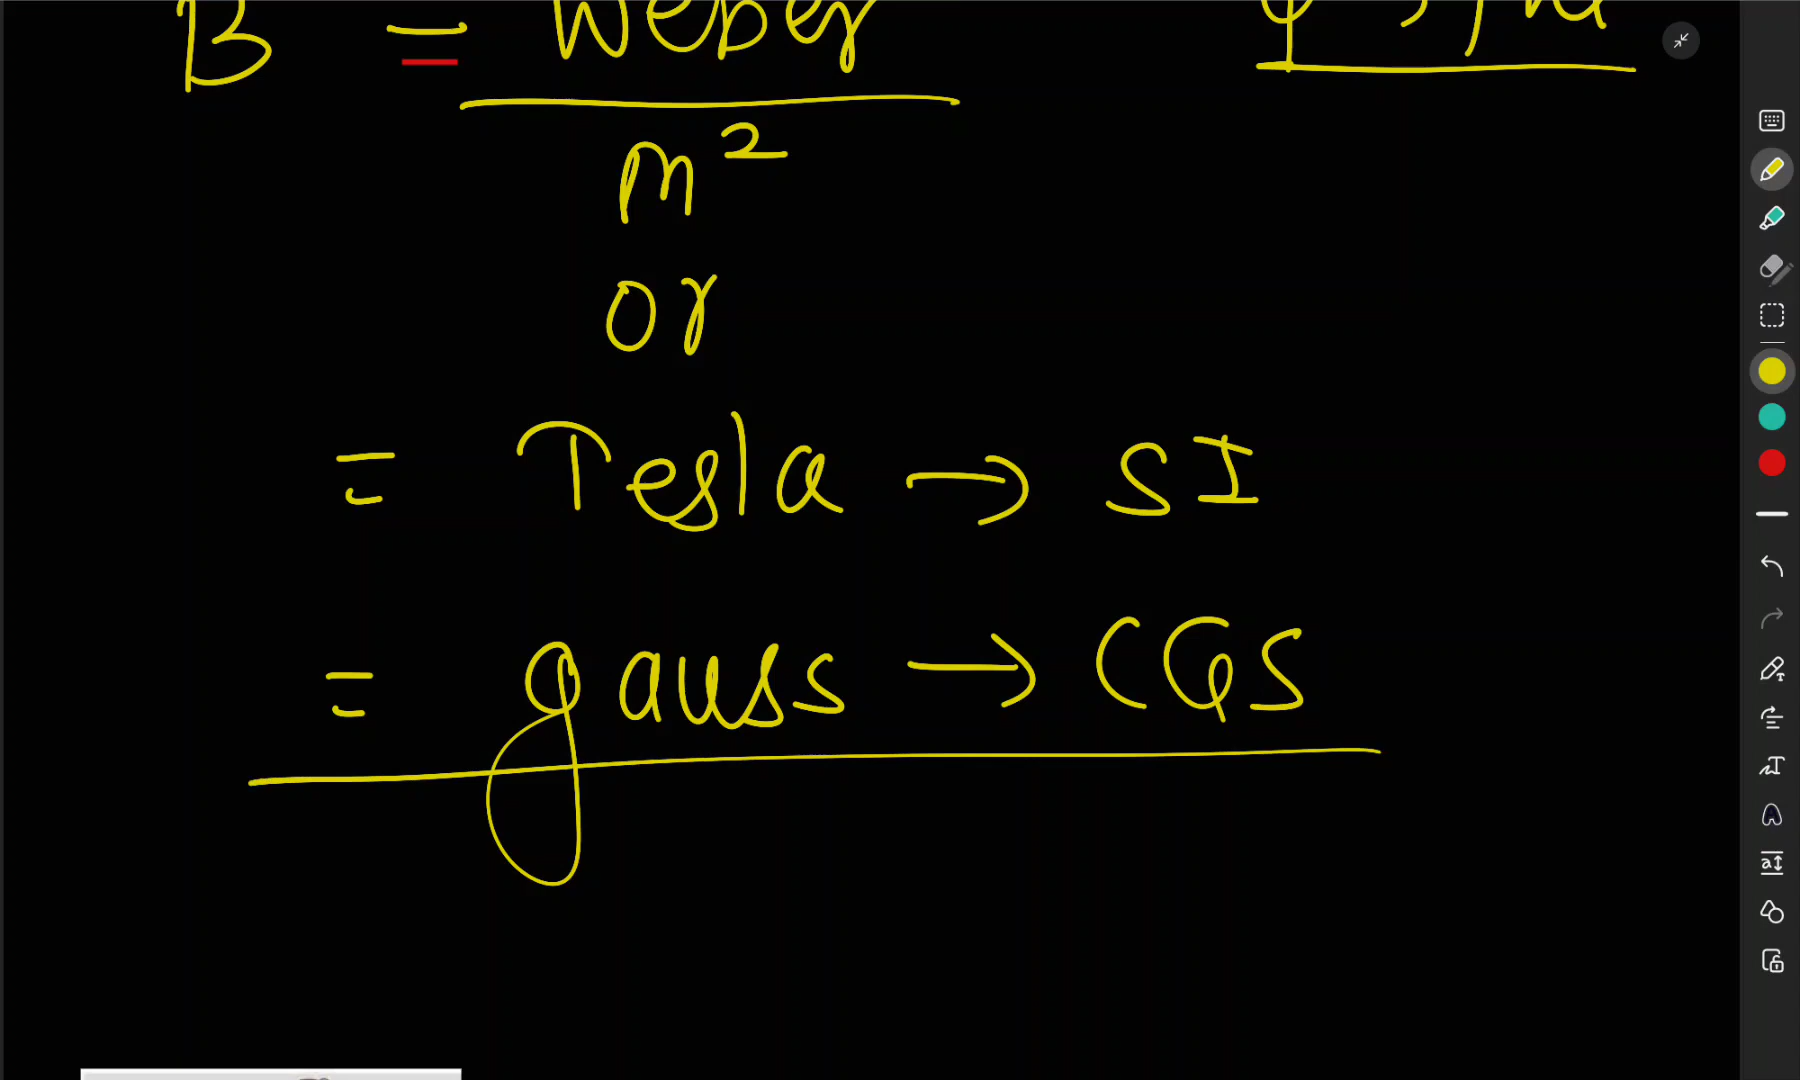 B = Weber
m²
or
= Tesla → SI
= gauss → CGS